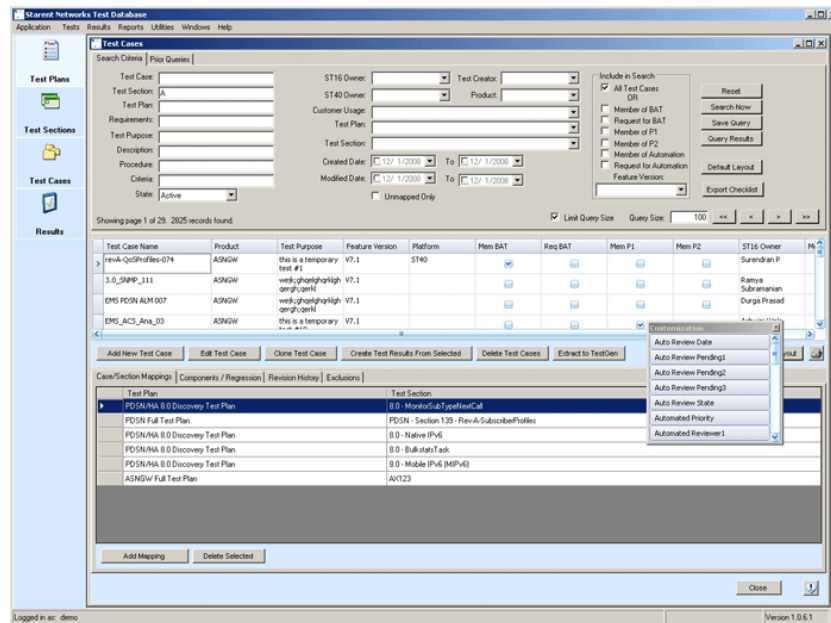 Starent Networks Test Database
Application Tests Results Reports Utilities Windows Help
Test Plans
Test Sections
Test Cases
Results
Test Cases
Search Criteria Prior Queries
Test Case:
Test Section: A
Test Plan:
Requirements:
Test Purpose:
Description:
Procedure:
Criteria:
State: Active
ST16 Owner: Test Creator:
ST40 Owner: Product:
Customer Usage:
Test Plan:
Test Section:
Created Date: 12/ 1/2008 To 12/ 1/2008
Modified Date: 12/ 1/2008 To 12/ 1/2008
Unmapped Only
Include in Search
All Test Cases
OR
Member of BAT
Request for BAT
Member of P1
Member of P2
Member of Automation
Request for Automation
Feature Version:
Reset
Search Now
Save Query
Query Results
Default Layout
Export Checklist
Showing page 1 of 29. 2825 records found.
Limit Query Size Query Size: 100 << < > >>
Test Case Name Product Test Purpose Feature Version Platform Mem BAT Req BAT Mem P1 Mem P2 ST16 Owner
revA-QoSProfiles-074 ASNGW this is a temporary V7.1 ST40 Surendran P
test #1
3.0_SNMP_111 ASNGW V7.1 Ramya
Subramanian
EMS PDSN ALM 007 ASNGW V7.1 Durga Prasad
EMS_ACS_Ana_03 ASNGW this is a temporary V7.1
Add New Test Case Edit Test Case Clone Test Case Create Test Results From Selected Delete Test Cases Extract to TestGen
Customization
Auto Review Date
Auto Review Pending1
Auto Review Pending2
Auto Review Pending3
Auto Review State
Automated Priority
Automated Reviewer1
Case/Section Mappings Components / Regression Revision History Exclusions
Test Plan Test Section
PDSN/HA 8.0 Discovery Test Plan 8.0 - MonitorSubTypeNextCall
PDSN Full Test Plan PDSN - Section 139 - Rev-A-SubscriberProfiles
PDSN/HA 8.0 Discovery Test Plan 8.0 - Native IPv6
PDSN/HA 8.0 Discovery Test Plan 8.0 - BulkstatsTask
PDSN/HA 8.0 Discovery Test Plan 8.0 - Mobile IPv6 (MIPv6)
ASNGW Full Test Plan AX123
Add Mapping Delete Selected
Close
Logged in as: demo Version 1.0.6.1